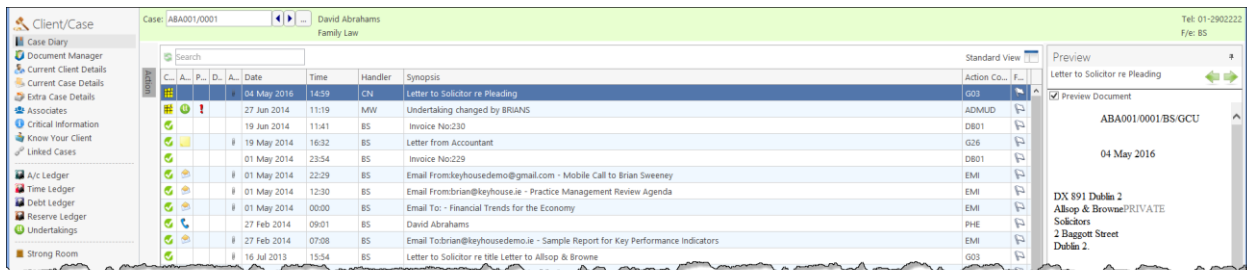 Client/Case
Case Diary
Document Manager
Current Client Details
Current Case Details
Extra Case Details
Associates
Critical Information
Know Your Client
Linked Cases
A/c Ledger
Time Ledger
Debt Ledger
Reserve Ledger
Undertakings
Strong Room
Case: ABA001/0001 ... David Abrahams
Family Law
Tel: 01-2902222
F/e: BS
Action
Search
Standard View
C... A... P... D.. A... Date Time Handler Synopsis Action Co... F...
04 May 2016 14:59 CN Letter to Solicitor re Pleading G03
27 Jun 2014 11:19 MW Undertaking changed by BRIANS ADMUD
19 Jun 2014 11:41 BS Invoice No:230 DB01
19 May 2014 16:32 BS Letter from Accountant G26
01 May 2014 23:54 BS Invoice No:229 DB01
01 May 2014 22:29 BS Email From:keyhousedemo@gmail.com - Mobile Call to Brian Sweeney EMI
01 May 2014 12:30 BS Email From:brian@keyhouse.ie - Practice Management Review Agenda EMI
01 May 2014 00:00 BS Email To: - Financial Trends for the Economy EMI
27 Feb 2014 09:01 BS David Abrahams PHE
27 Feb 2014 07:08 BS Email To:brian@keyhousedemo.ie - Sample Report for Key Performance Indicators EMI
16 Jul 2013 15:54 BS Letter to Solicitor re title Letter to Allsop & Browne G03
Preview
Letter to Solicitor re Pleading
Preview Document
ABA001/0001/BS/GCU
04 May 2016
DX 891 Dublin 2
Allsop & BrownePRIVATE
Solicitors
2 Baggott Street
Dublin 2.